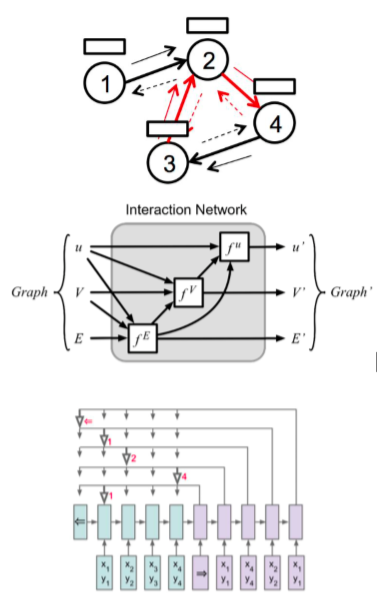 2
1
4
3
Interaction Network
u f^u u'
Graph V f^V V' Graph'
E f^E E'
⇐
1
2
4
1
⇐ ⇒
x₁ x₂ x₃ x₄ ⇒ x₁ x₄ x₂ x₁
y₁ y₂ y₃ y₄ y₁ y₄ y₂ y₁